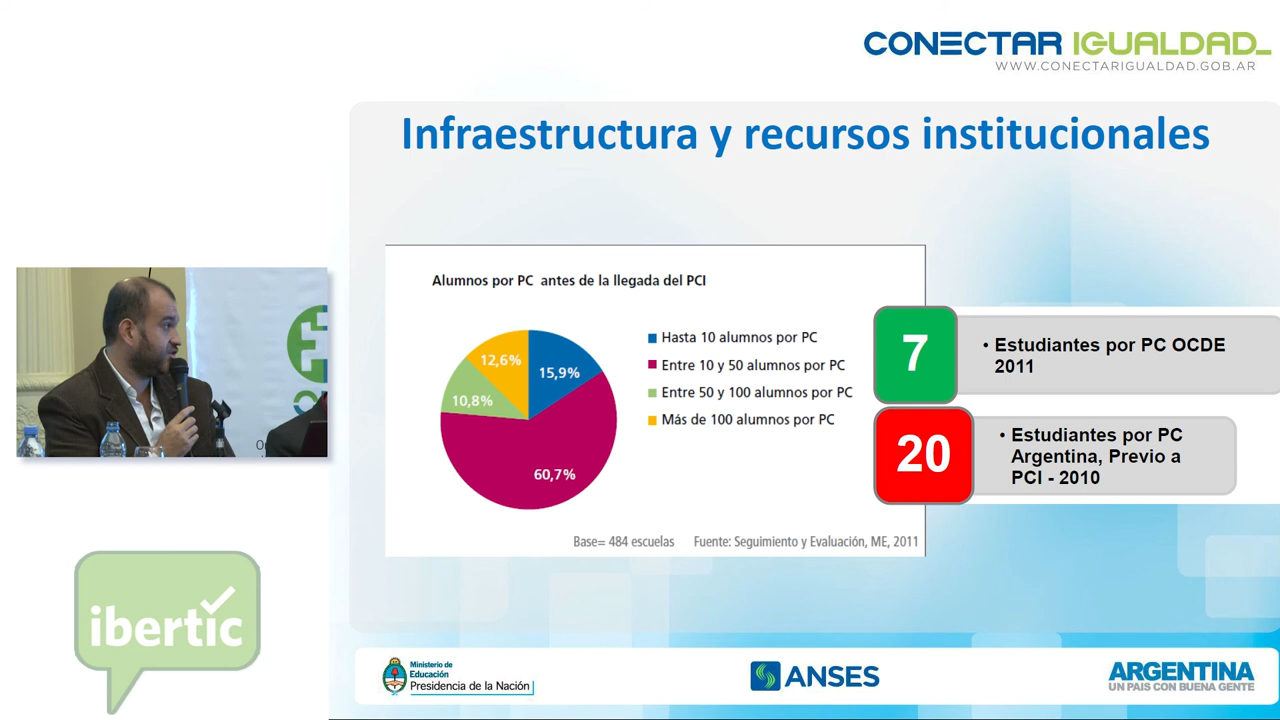 CONECTAR IGUALDAD_
WWW.CONECTARIGUALDAD.GOB.AR
Infraestructura y recursos institucionales
Alumnos por PC antes de la llegada del PCI
12,6%
15,9%
10,8%
60,7%
Hasta 10 alumnos por PC
Entre 10 y 50 alumnos por PC
Entre 50 y 100 alumnos por PC
Más de 100 alumnos por PC
Base= 484 escuelas Fuente: Seguimiento y Evaluación, ME, 2011
7
• Estudiantes por PC OCDE
2011
20
• Estudiantes por PC
Argentina, Previo a
PCI - 2010
ibertic
Ministerio de
Educación
Presidencia de la Nación
ANSES
ARGENTINA
UN PAIS CON BUENA GENTE